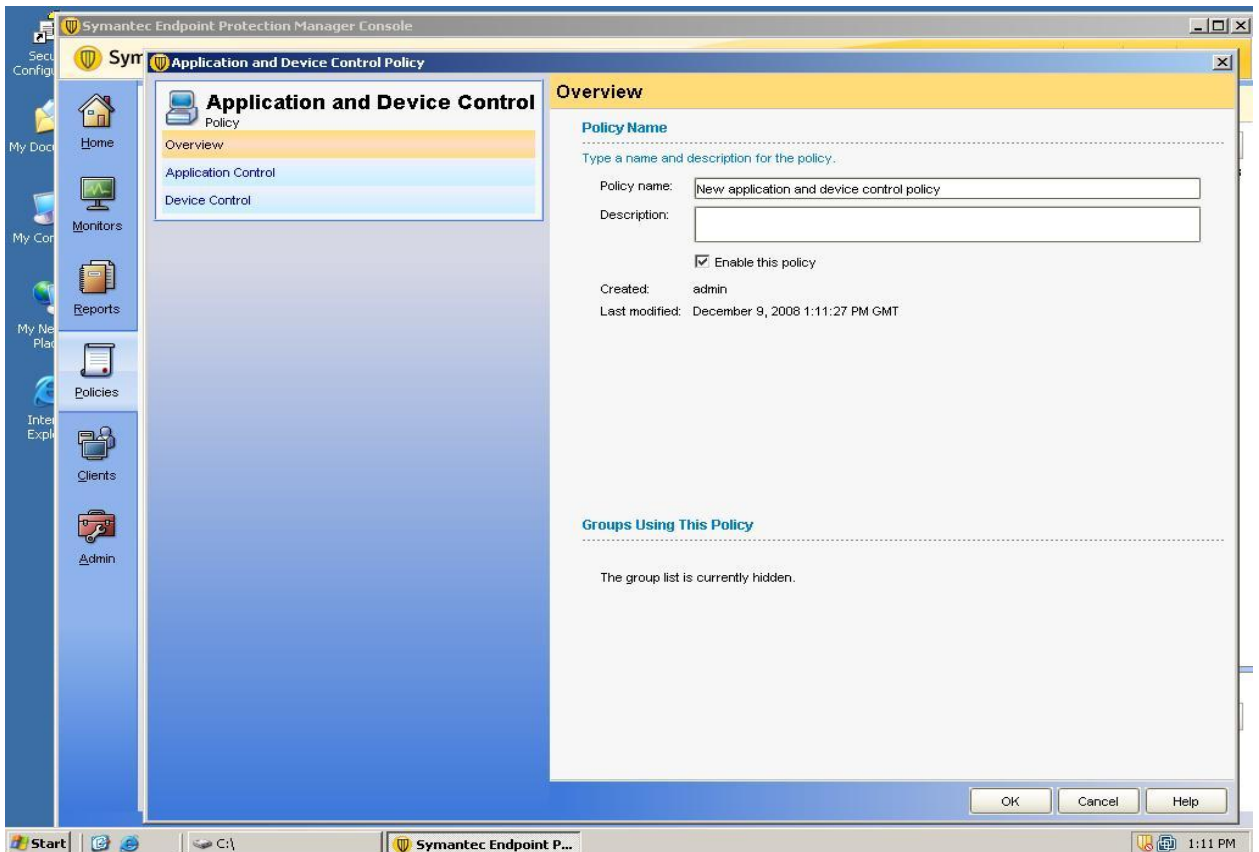 Symantec Endpoint Protection Manager Console
Sym
Application and Device Control Policy
Application and Device Control
Policy
Overview
Application Control
Device Control
Overview
Policy Name
Type a name and description for the policy.
Policy name:
New application and device control policy
Description:
Enable this policy
Created:
admin
Last modified:
December 9, 2008 1:11:27 PM GMT
Groups Using This Policy
The group list is currently hidden.
OK
Cancel
Help
Home
Monitors
Reports
Policies
Clients
Admin
Secu
Configu
My Doc
My Con
My Ne
Plac
Inter
Expl
Start
C:\
Symantec Endpoint P...
1:11 PM